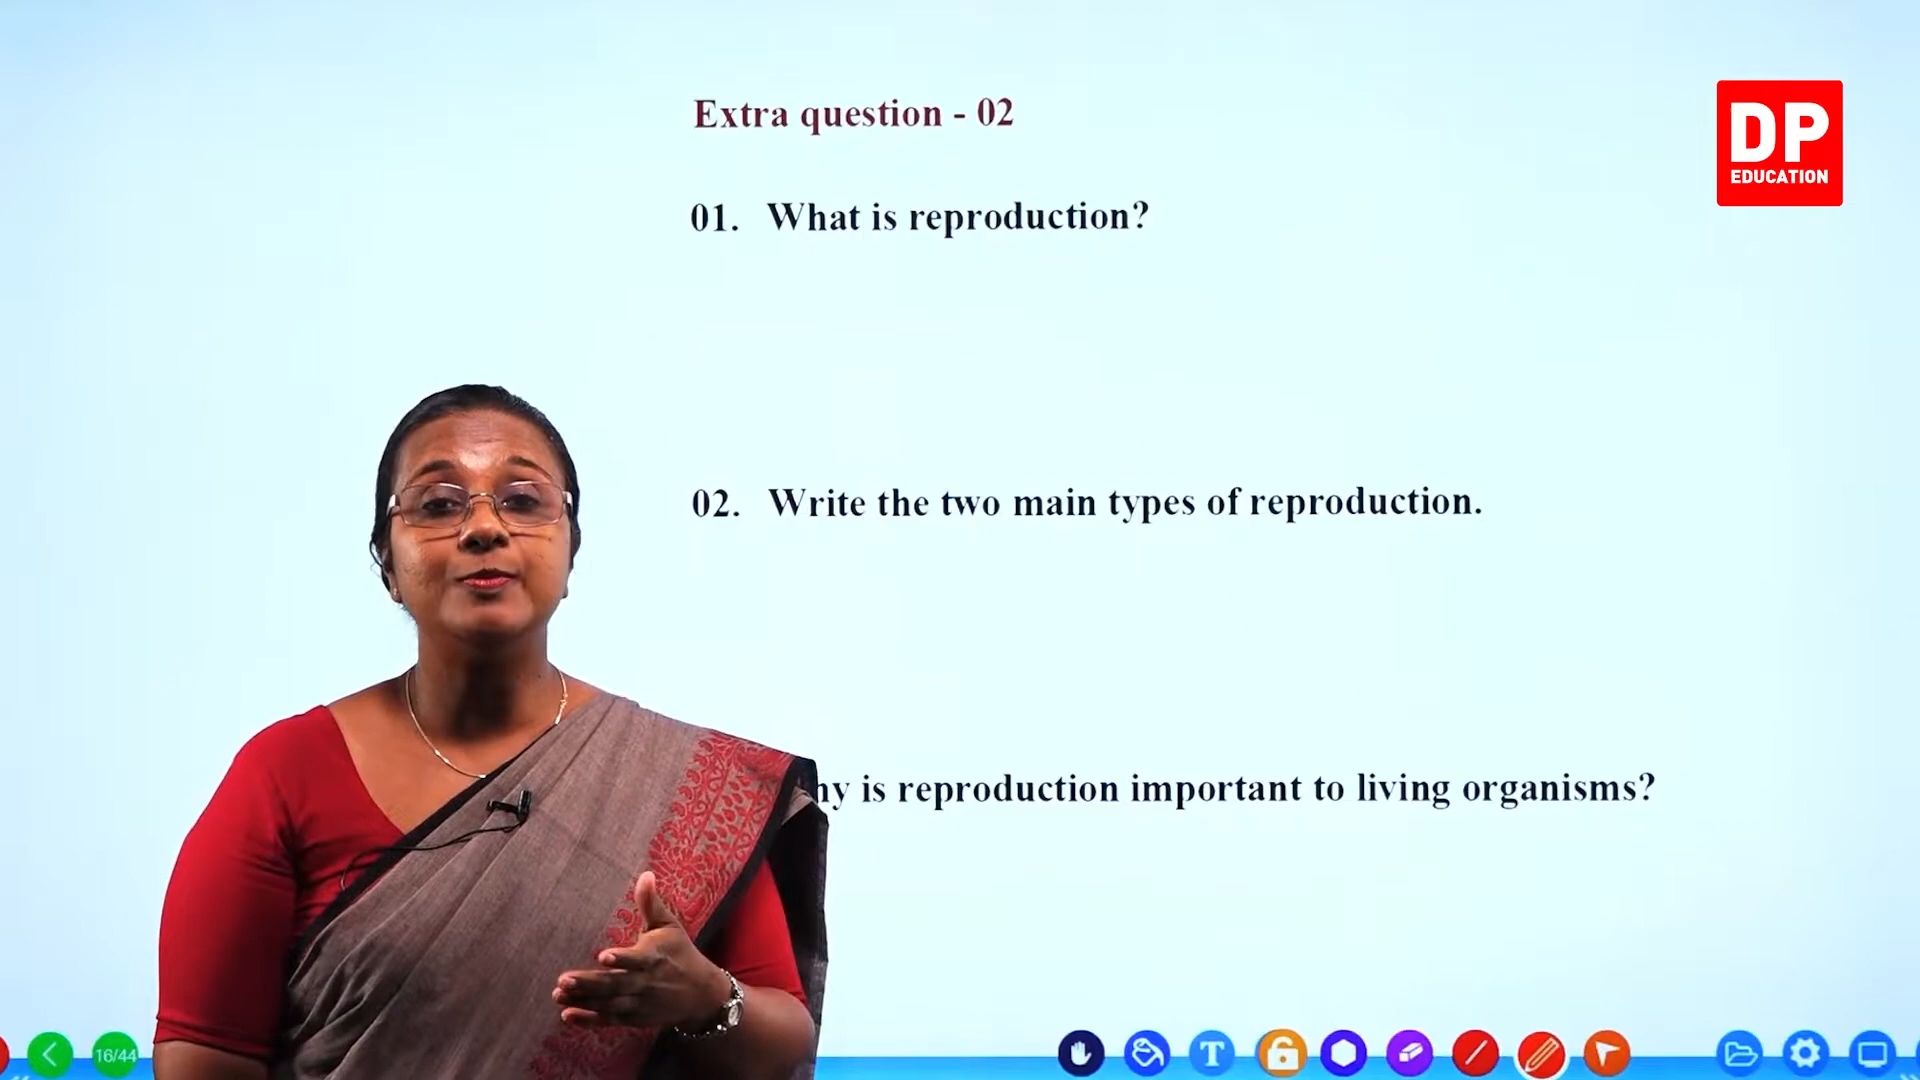 Extra question - 02
DP
EDUCATION
01. What is reproduction?
02. Write the two main types of reproduction.
is reproduction important to living organisms?
16/44
T